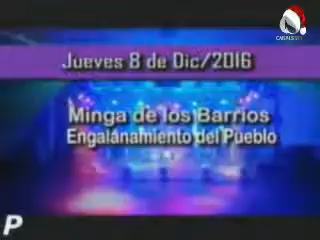 Jueves 8 de Dic/2016
Minga de los Barrios
Engalanamiento del Pueblo
P